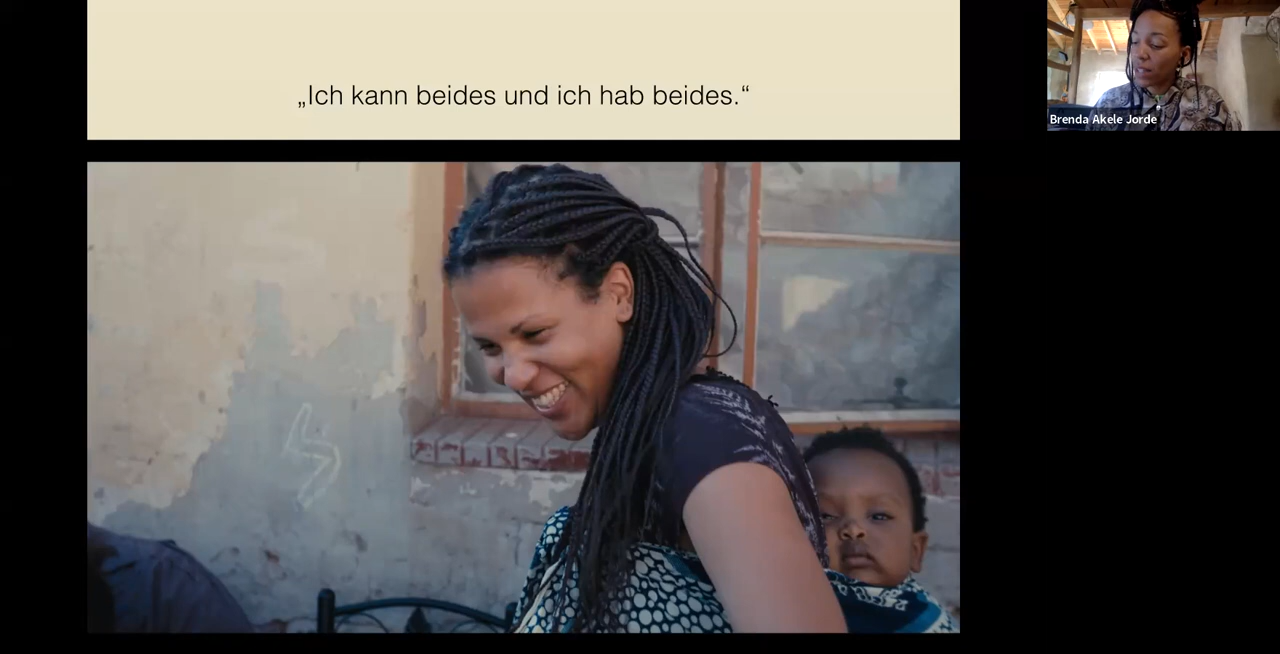 „Ich kann beides und ich hab beides.“
Brenda Akele Jorde